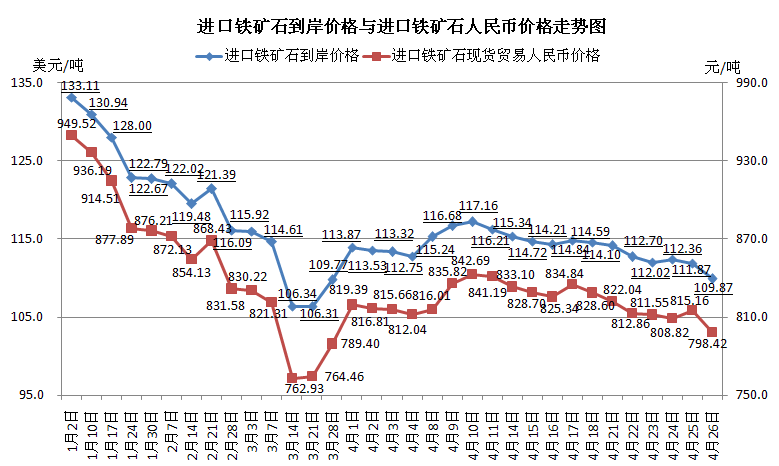 进口铁矿石到岸价格与进口铁矿石人民币价格走势图
进口铁矿石到岸价格 进口铁矿石现货贸易人民币价格
美元/吨 元/吨
135.0 125.0 115.0 105.0 95.0
990.0 930.0 870.0 810.0 750.0
133.11 130.94 128.00 122.79 122.67 122.02 119.48 121.39 116.09 115.92 114.61 106.34 106.31 109.77 113.87 113.53 113.32 112.75 115.24 116.68 117.16 116.21 115.34 114.72 114.21 114.84 114.59 114.10 112.70 112.02 112.36 111.87 109.87
949.52 936.19 914.51 877.89 876.21 872.13 854.13 868.43 831.58 830.22 821.31 762.93 764.46 789.40 819.39 816.81 815.66 812.04 816.01 835.82 842.69 841.19 833.10 828.79 825.34 834.84 828.60 822.04 812.86 811.55 808.82 815.16 798.42
1月2日 1月10日 1月17日 1月24日 1月30日 2月7日 2月14日 2月21日 2月28日 3月3日 3月7日 3月14日 3月21日 3月28日 4月1日 4月2日 4月3日 4月4日 4月8日 4月9日 4月10日 4月11日 4月14日 4月15日 4月16日 4月17日 4月18日 4月21日 4月22日 4月23日 4月24日 4月25日 4月26日